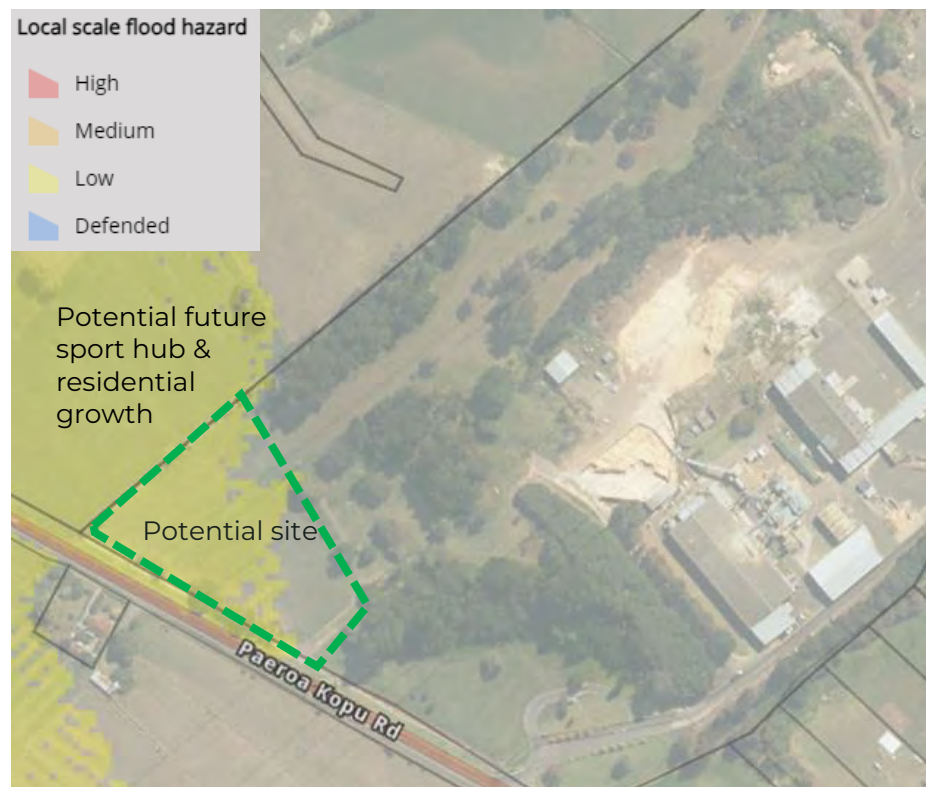 Local scale flood hazard
High
Medium
Low
Defended
Potential future
sport hub &
residential
growth
Potential site
Paeroa Kopu Rd